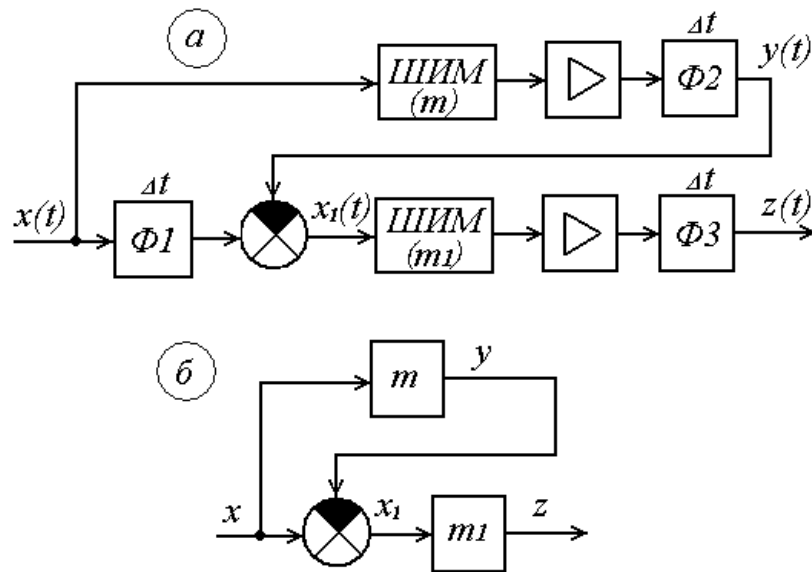 а
Δt
y(t)
ШИМ
(m)
Φ2
Δt
Δt
x(t)
x₁(t)
ШИМ
(m1)
z(t)
Φ1
Φ3
б
y
m
x
x₁
z
m1